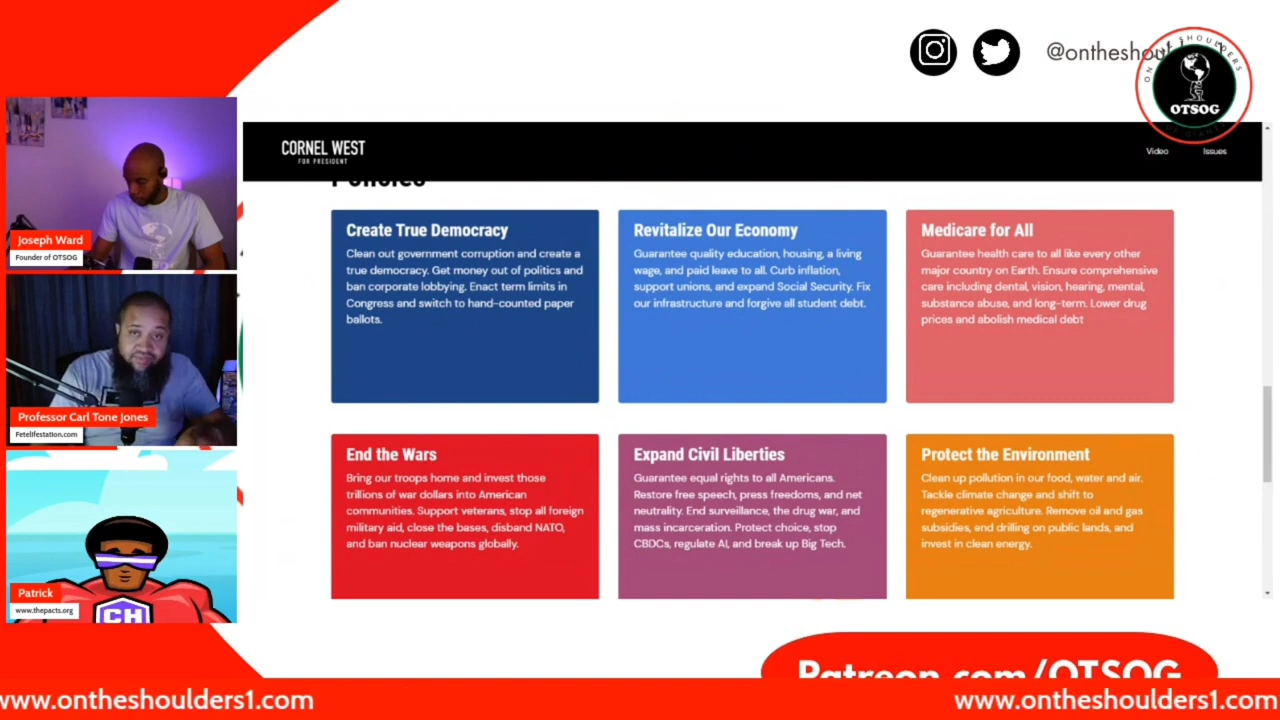 @ontheshoul
ON THE SHOULDERS
OF GIANTS
OTSOG
CORNEL WEST
FOR PRESIDENT
Video
Issues
Policies
Create True Democracy
Clean out government corruption and create a
true democracy. Get money out of politics and
ban corporate lobbying. Enact term limits in
Congress and switch to hand-counted paper
ballots.
Revitalize Our Economy
Guarantee quality education, housing, a living
wage, and paid leave to all. Curb inflation,
support unions, and expand Social Security. Fix
our infrastructure and forgive all student debt.
Medicare for All
Guarantee health care to all like every other
major country on Earth. Ensure comprehensive
care including dental, vision, hearing, mental,
substance abuse, and long-term. Lower drug
prices and abolish medical debt
End the Wars
Bring our troops home and invest those
trillions of war dollars into American
communities. Support veterans, stop all foreign
military aid, close the bases, disband NATO,
and ban nuclear weapons globally.
Expand Civil Liberties
Guarantee equal rights to all Americans.
Restore free speech, press freedoms, and net
neutrality. End surveillance, the drug war, and
mass incarceration. Protect choice, stop
CBDCs, regulate AI, and break up Big Tech.
Protect the Environment
Clean up pollution in our food, water and air.
Tackle climate change and shift to
regenerative agriculture. Remove oil and gas
subsidies, end drilling on public lands, and
invest in clean energy.
Joseph Ward
Founder of OTSOG
Professor Carl Tone Jones
Fetelifestation.com
Patrick
www.thepacts.org
CH
Patreon.com/OTSOG
www.ontheshoulders1.com
www.ontheshoulders1.com